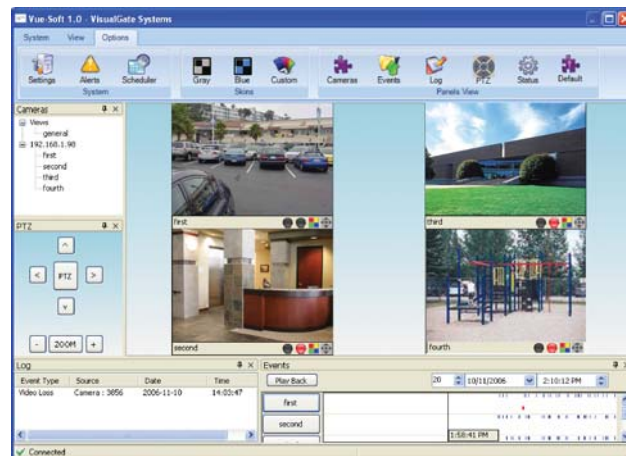 Vue-Soft 1.0 - VisualGate Systems
System View Options
Settings Alerts Scheduler Gray Blue Custom Cameras Events Log PTZ Status Default
System Skins Panels View
Cameras
Views
general
192.168.1.98
first
second
third
fourth
first
third
PTZ
PTZ
- ZOOM +
second
fourth
Log
Event Type Source Date Time
Video Loss Camera : 3856 2006-11-10 14:03:47
Events
Play Back 20 10/11/2006 2:10:12 PM
first
second
1:58:41 PM
Connected